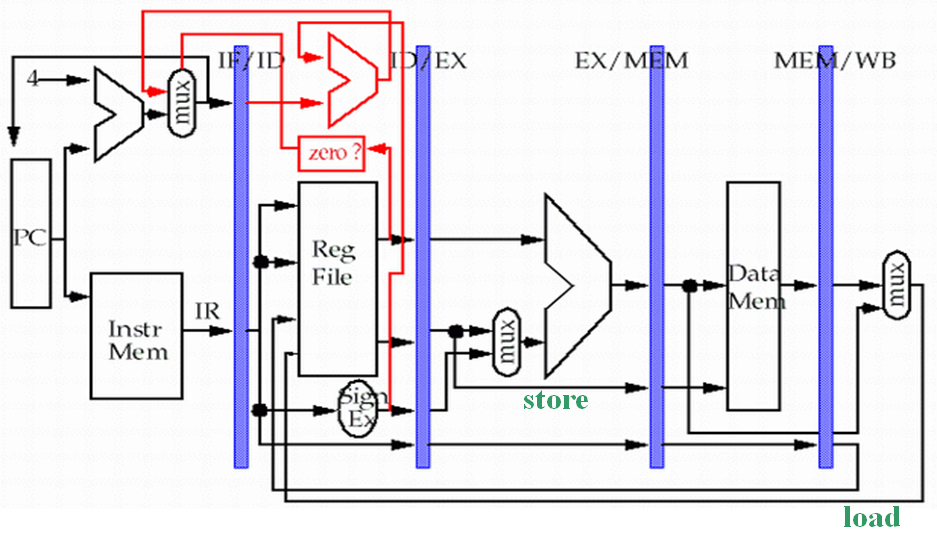 IF/ID
ID/EX
EX/MEM
MEM/WB
4
mux
zero ?
PC
Reg
File
Instr
Mem
IR
mux
Data
Mem
mux
Sign
Ex
store
load